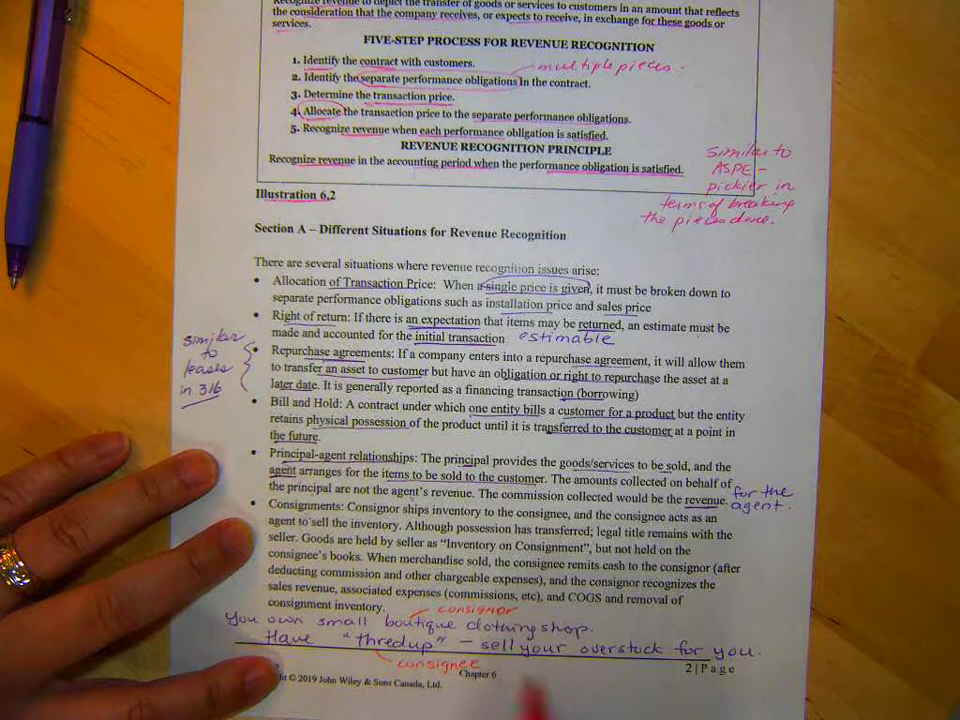 Recognize revenue to depict the transfer of goods or services to customers in an amount that reflects
the consideration that the company receives, or expects to receive, in exchange for these goods or
services.
FIVE-STEP PROCESS FOR REVENUE RECOGNITION
1. Identify the contract with customers.
multiple pieces.
2. Identify the separate performance obligations in the contract.
3. Determine the transaction price.
4. Allocate the transaction price to the separate performance obligations.
5. Recognize revenue when each performance obligation is satisfied.
REVENUE RECOGNITION PRINCIPLE
Recognize revenue in the accounting period when the performance obligation is satisfied.
similar to
ASPE -
pickier in
terms of breaking
the pieces down.
Illustration 6.2
Section A – Different Situations for Revenue Recognition
There are several situations where revenue recognition issues arise:
• Allocation of Transaction Price: When a single price is given, it must be broken down to
separate performance obligations such as installation price and sales price
• Right of return: If there is an expectation that items may be returned, an estimate must be
made and accounted for the initial transaction estimable
similar
to
leases
in 316
• Repurchase agreements: If a company enters into a repurchase agreement, it will allow them
to transfer an asset to customer but have an obligation or right to repurchase the asset at a
later date. It is generally reported as a financing transaction (borrowing)
• Bill and Hold: A contract under which one entity bills a customer for a product but the entity
retains physical possession of the product until it is transferred to the customer at a point in
the future.
• Principal-agent relationships: The principal provides the goods/services to be sold, and the
agent arranges for the items to be sold to the customer. The amounts collected on behalf of
the principal are not the agent's revenue. The commission collected would be the revenue. for the
agent.
• Consignments: Consignor ships inventory to the consignee, and the consignee acts as an
agent to sell the inventory. Although possession has transferred; legal title remains with the
seller. Goods are held by seller as "Inventory on Consignment", but not held on the
consignee's books. When merchandise sold, the consignee remits cash to the consignor (after
deducting commission and other chargeable expenses), and the consignor recognizes the
sales revenue, associated expenses (commissions, etc), and COGS and removal of
consignment inventory.
consignor
You own small boutique clothing shop.
Have "thredup" – sell your overstock for you.
consignee
2 | Page
Chapter 6
© 2019 John Wiley & Sons Canada, Ltd.